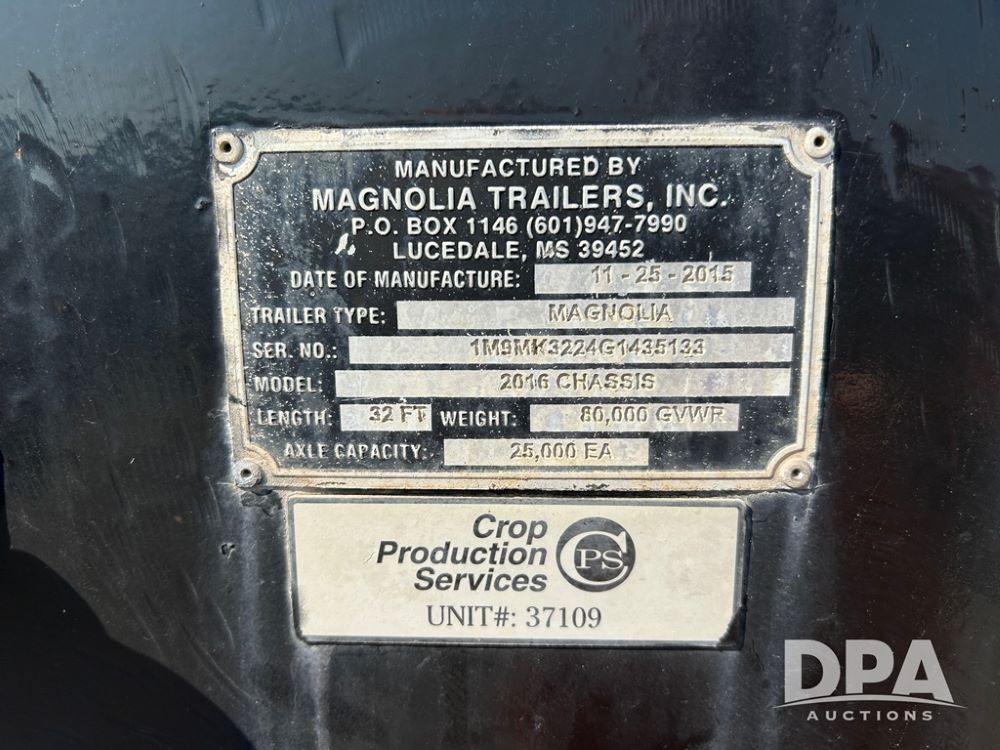 MANUFACTURED BY
MAGNOLIA TRAILERS, INC.
P.O. BOX 1146 (601)947-7990
LUCEDALE, MS 39452
DATE OF MANUFACTURE: 11 - 25 - 2015
TRAILER TYPE: MAGNOLIA
SER. NO.: 1M9MK3224G1435133
MODEL: 2016 CHASSIS
LENGTH: 32 FT WEIGHT: 80,000 GVWR
AXLE CAPACITY: 25,000 EA
Crop
Production
Services
CPS
UNIT#: 37109
DPA
AUCTIONS